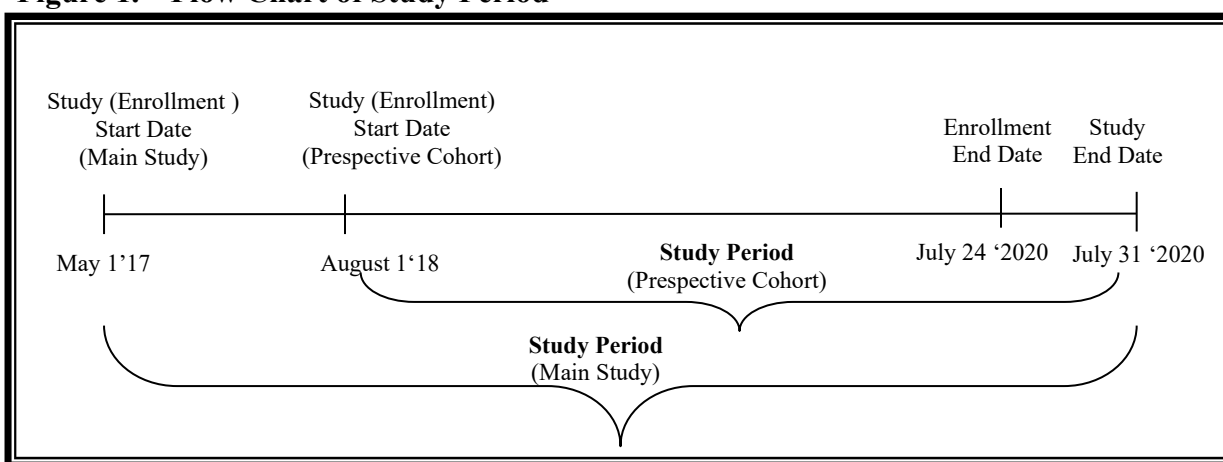 Figure 1. Flow Chart of Study Period
Study (Enrollment )
Start Date
(Main Study)
Study (Enrollment)
Start Date
(Prespective Cohort)
Enrollment
End Date
Study
End Date
May 1’17
August 1‘18
July 24 ‘2020
July 31 ‘2020
Study Period
(Prespective Cohort)
Study Period
(Main Study)